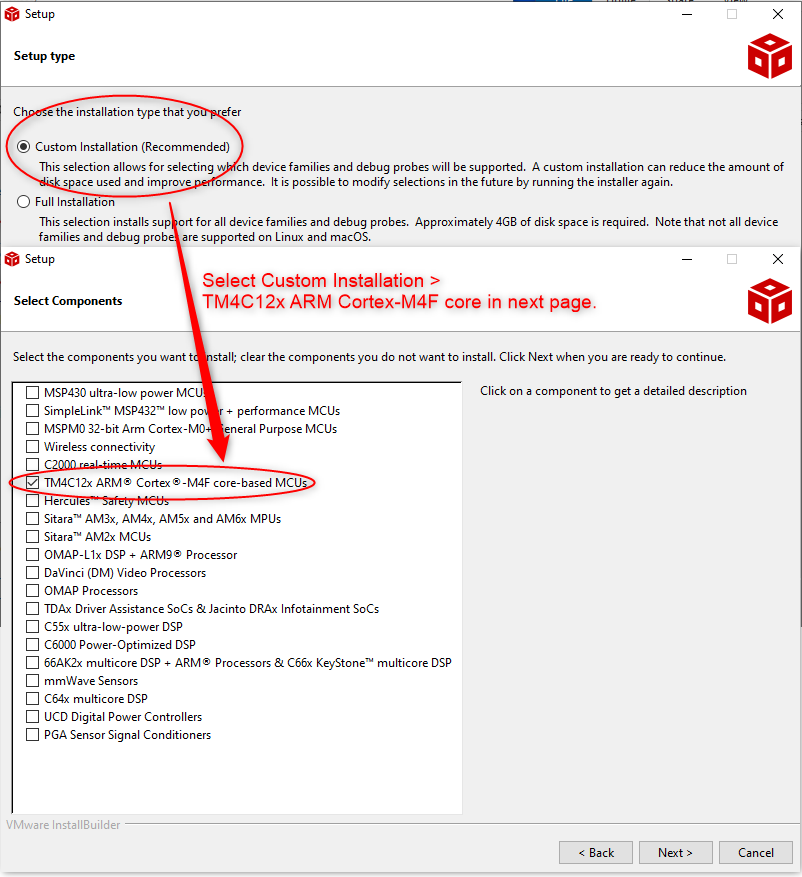 Setup
Setup type
Choose the installation type that you prefer
Custom Installation (Recommended)
This selection allows for selecting which device families and debug probes will be supported. A custom installation can reduce the amount of
disk space used and improve performance. It is possible to modify selections in the future by running the installer again.
Full Installation
This selection installs support for all device families and debug probes. Approximately 4GB of disk space is required. Note that not all device
families and debug probes are supported on Linux and macOS.
Setup
Select Components
Select Custom Installation >
TM4C12x ARM Cortex-M4F core in next page.
Select the components you want to install; clear the components you do not want to install. Click Next when you are ready to continue.
MSP430 ultra-low power MCUs
SimpleLink™ MSP432™ low power + performance MCUs
MSPM0 32-bit Arm Cortex-M0+ General Purpose MCUs
Wireless connectivity
C2000 real-time MCUs
TM4C12x ARM® Cortex®-M4F core-based MCUs
Hercules™ Safety MCUs
Sitara™ AM3x, AM4x, AM5x and AM6x MPUs
Sitara™ AM2x MCUs
OMAP-L1x DSP + ARM9® Processor
DaVinci (DM) Video Processors
OMAP Processors
TDAx Driver Assistance SoCs & Jacinto DRAx Infotainment SoCs
C55x ultra-low-power DSP
C6000 Power-Optimized DSP
66AK2x multicore DSP + ARM® Processors & C66x KeyStone™ multicore DSP
mmWave Sensors
C64x multicore DSP
UCD Digital Power Controllers
PGA Sensor Signal Conditioners
Click on a component to get a detailed description
VMware InstallBuilder
< Back
Next >
Cancel